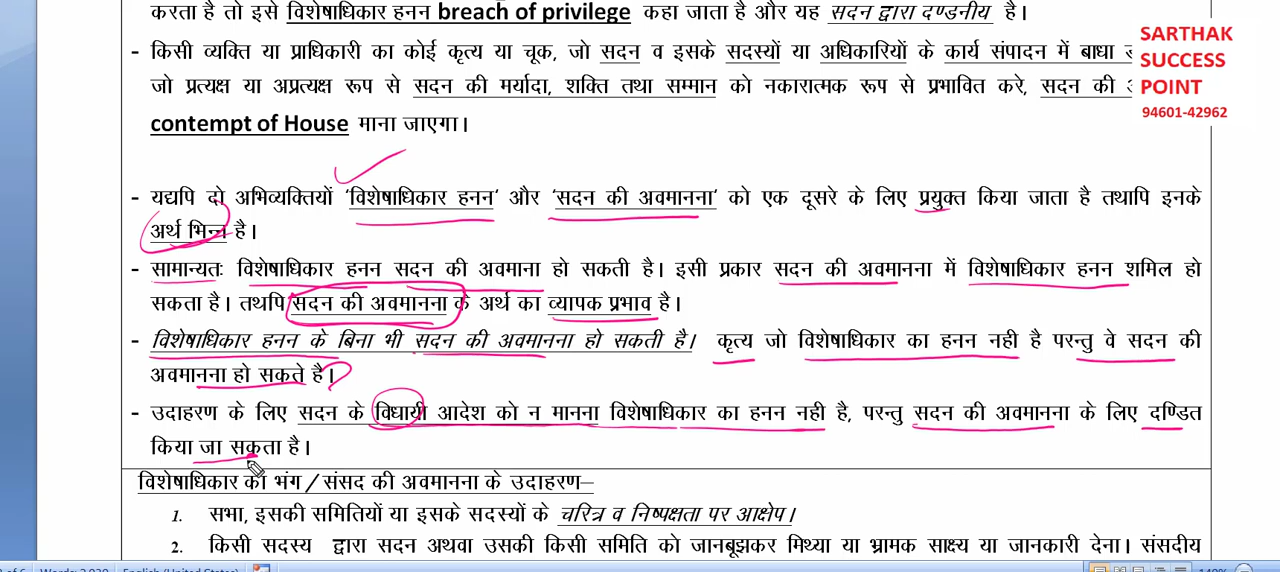 करता है तो इसे विशेषाधिकार हनन breach of privilege कहा जाता है और यह सदन द्वारा दण्डनीय है।
- किसी व्यक्ति या प्राधिकारी का कोई कृत्य या चूक, जो सदन व इसके सदस्यों या अधिकारियों के कार्य संपादन में बाधा
जो प्रत्यक्ष या अप्रत्यक्ष रूप से सदन की मर्यादा, शक्ति तथा सम्मान को नकारात्मक रूप से प्रभावित करे, सदन की
contempt of House माना जाएगा।
SARTHAK
SUCCESS
POINT
94601-42962
- यद्यपि दो अभिव्यक्तियों 'विशेषाधिकार हनन' और 'सदन की अवमानना' को एक दूसरे के लिए प्रयुक्त किया जाता है तथापि इनके
अर्थ भिन्न है।
- सामान्यतः विशेषाधिकार हनन सदन की अवमाना हो सकती है। इसी प्रकार सदन की अवमानना में विशेषाधिकार हनन शमिल हो
सकता है। तथपि सदन की अवमानना के अर्थ का व्यापक प्रभाव है।
- विशेषाधिकार हनन के बिना भी सदन की अवमानना हो सकती है। कृत्य जो विशेषाधिकार का हनन नही है परन्तु वे सदन की
अवमानना हो सकते है।
- उदाहरण के लिए सदन के विधायी आदेश को न मानना विशेषाधिकार का हनन नही है, परन्तु सदन की अवमानना के लिए दण्डित
किया जा सकता है।
विशेषाधिकार को भंग/संसद की अवमानना के उदाहरण–
1. सभा, इसकी समितियों या इसके सदस्यों के चरित्र व निष्पक्षता पर आक्षेप।
2. किसी सदस्य द्वारा सदन अथवा उसकी किसी समिति को जानबूझकर मिथ्या या भ्रामक साक्ष्य या जानकारी देना। संसदीय